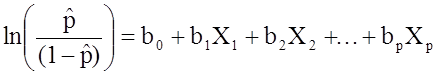 ln(p̂/(1−p̂)) = b₀ + b₁X₁ + b₂X₂ +…+ bₚXₚ